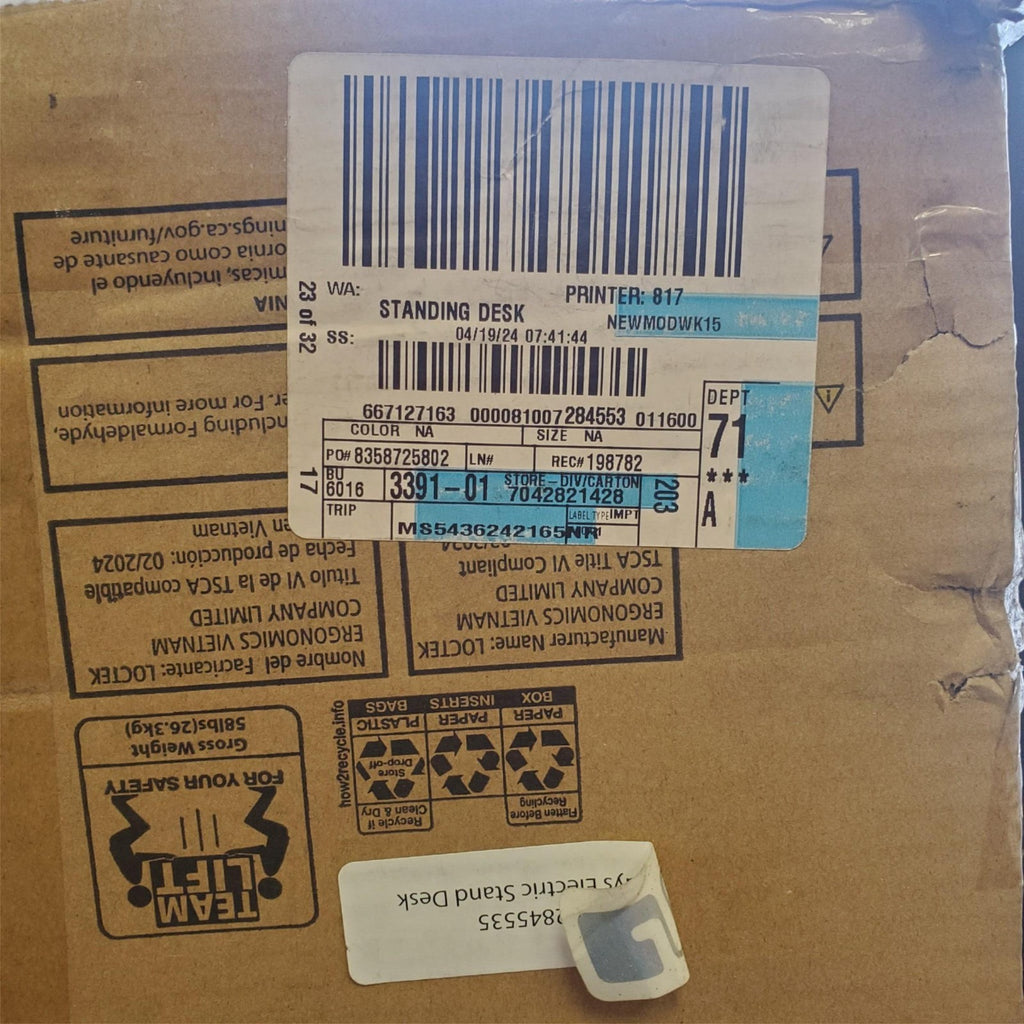 WA:
PRINTER: 817
STANDING DESK
NEWMODWK15
SS:
04/19/24 07:41:44
23 of 32
667127163 000081007284553 011600
COLOR NA
SIZE NA
DEPT
71
***
A
PO# 8358725802
LN#
REC# 198782
BU
6016
3391-01
STORE-DIV/CARTON
7042821428
203
17
TRIP
LABEL TYPE IMPT
MS5436242165NR
NIA
micas, incluyendo el
ornia como causante de
nings.ca.gov/furniture
ncluding Formaldehyde,
er. For more information
Nombre del Facricante: LOCTEK
ERGONOMICS VIETNAM
COMPANY LIMITED
Titulo VI de la TSCA compatible
Fecha de producción: 02/2024
en Vietnam
Manufacturer Name: LOCTEK
ERGONOMICS VIETNAM
COMPANY LIMITED
TSCA Title VI Compliant
TEAM
LIFT
FOR YOUR SAFETY
Gross Weight
58lbs(26.3kg)
Flatten Before
Recycling
PAPER
BOX
PAPER
INSERTS
Recycle if
Clean & Dry
Store
Drop-off
PLASTIC
BAGS
how2recycle.info
2845535
ys Electric Stand Desk